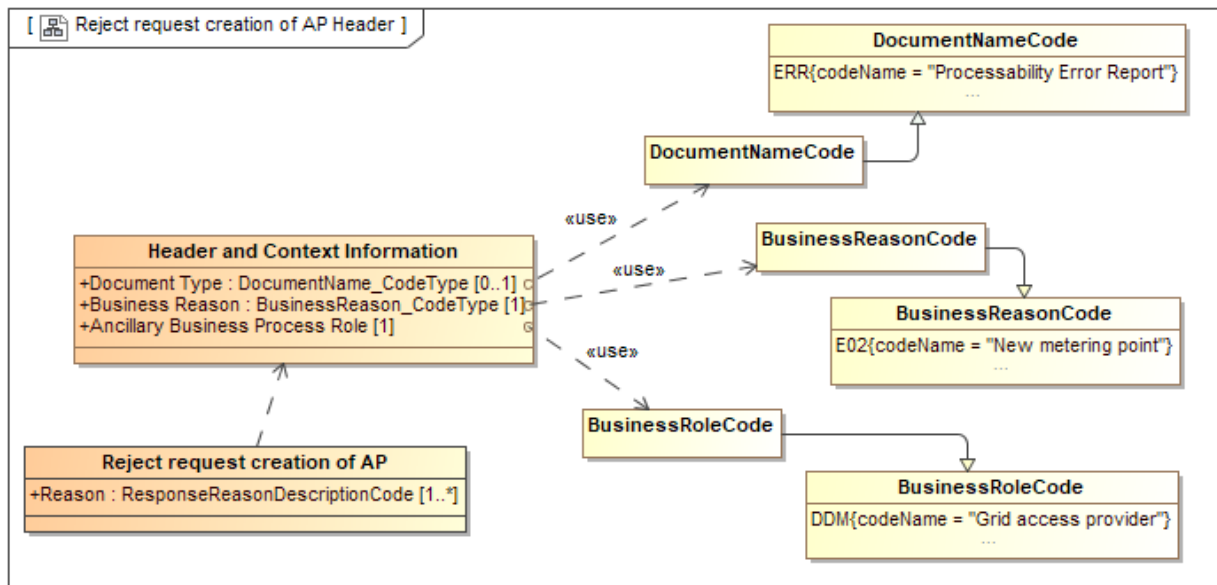 [ Reject request creation of AP Header ]
DocumentNameCode
ERR{codeName = "Processability Error Report"}
...
DocumentNameCode
«use»
BusinessReasonCode
Header and Context Information
«use»
+Document Type : DocumentName_CodeType [0..1]
+Business Reason : BusinessReason_CodeType [1]
+Ancillary Business Process Role [1]
BusinessReasonCode
E02{codeName = "New metering point"}
...
«use»
BusinessRoleCode
Reject request creation of AP
+Reason : ResponseReasonDescriptionCode [1..*]
BusinessRoleCode
DDM{codeName = "Grid access provider"}
...